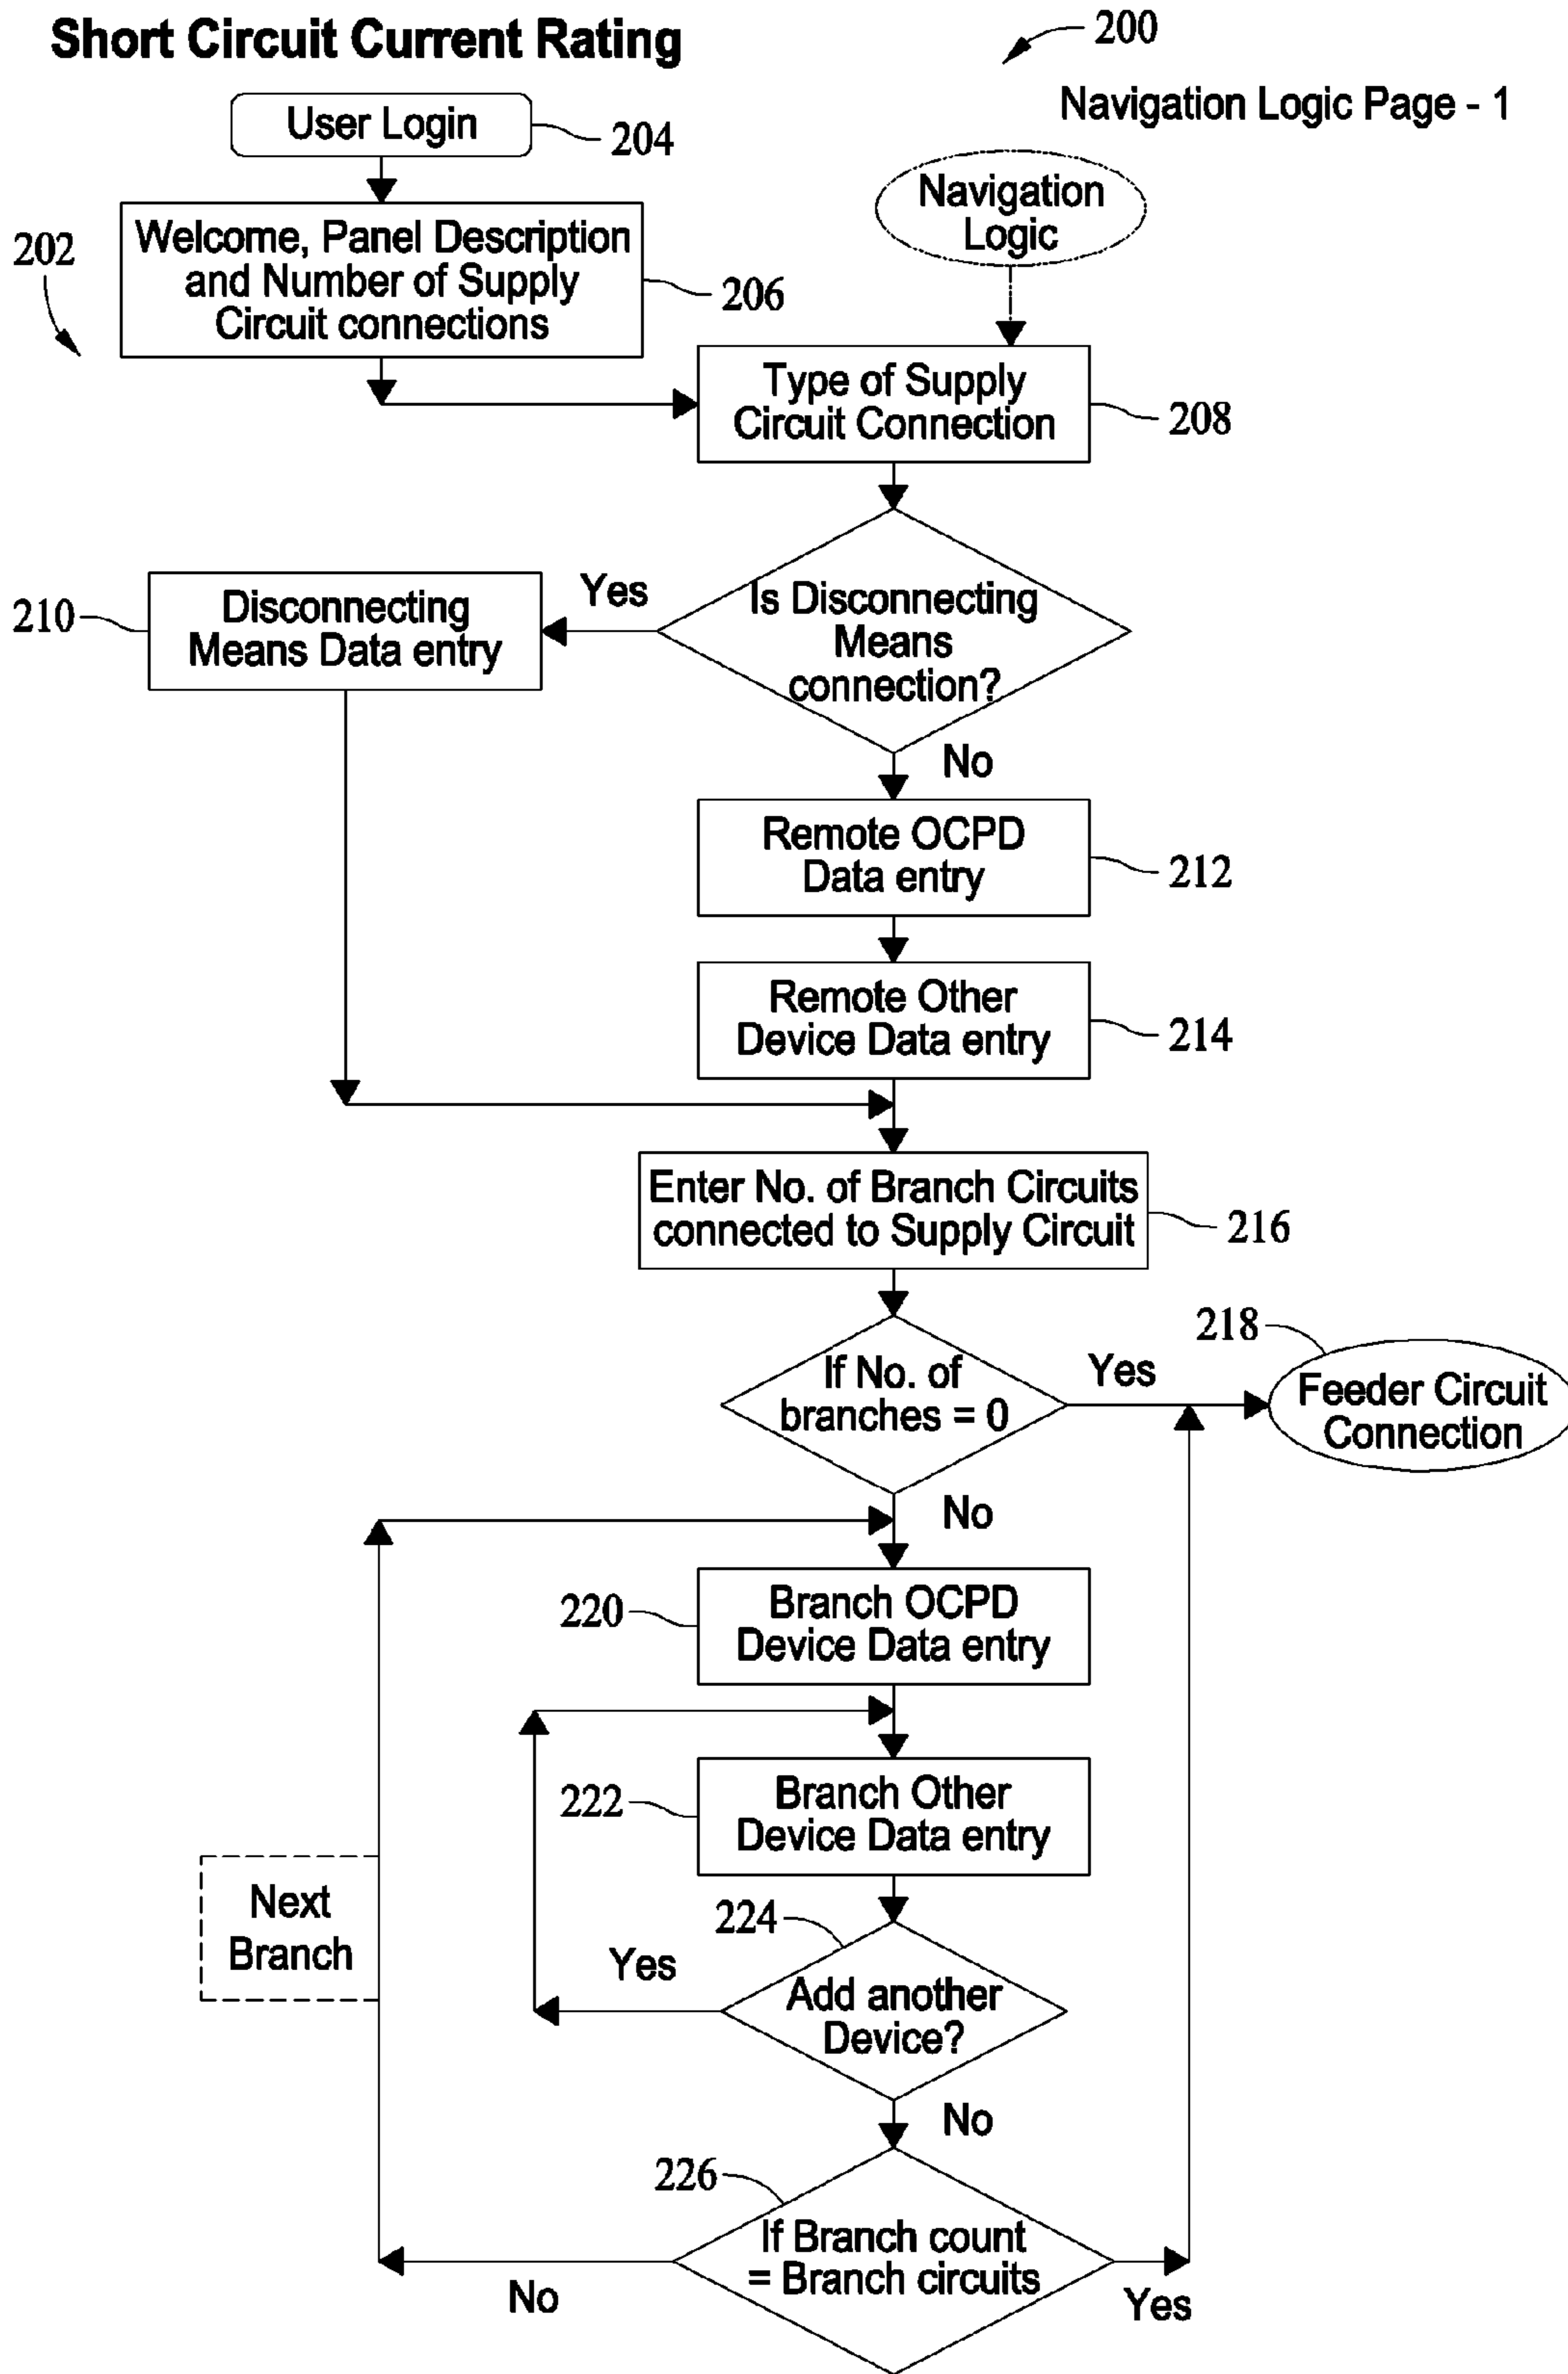 Short Circuit Current Rating
200
Navigation Logic Page - 1
User Login
204
Navigation
Logic
202
Welcome, Panel Description
and Number of Supply
Circuit connections
206
Type of Supply
Circuit Connection
208
Is Disconnecting
Means
connection?
Yes
210
Disconnecting
Means Data entry
No
Remote OCPD
Data entry
212
Remote Other
Device Data entry
214
Enter No. of Branch Circuits
connected to Supply Circuit
216
If No. of
branches = 0
Yes
218
Feeder Circuit
Connection
No
220
Branch OCPD
Device Data entry
222
Branch Other
Device Data entry
Next
Branch
224
Yes
Add another
Device?
No
226
If Branch count
= Branch circuits
No
Yes